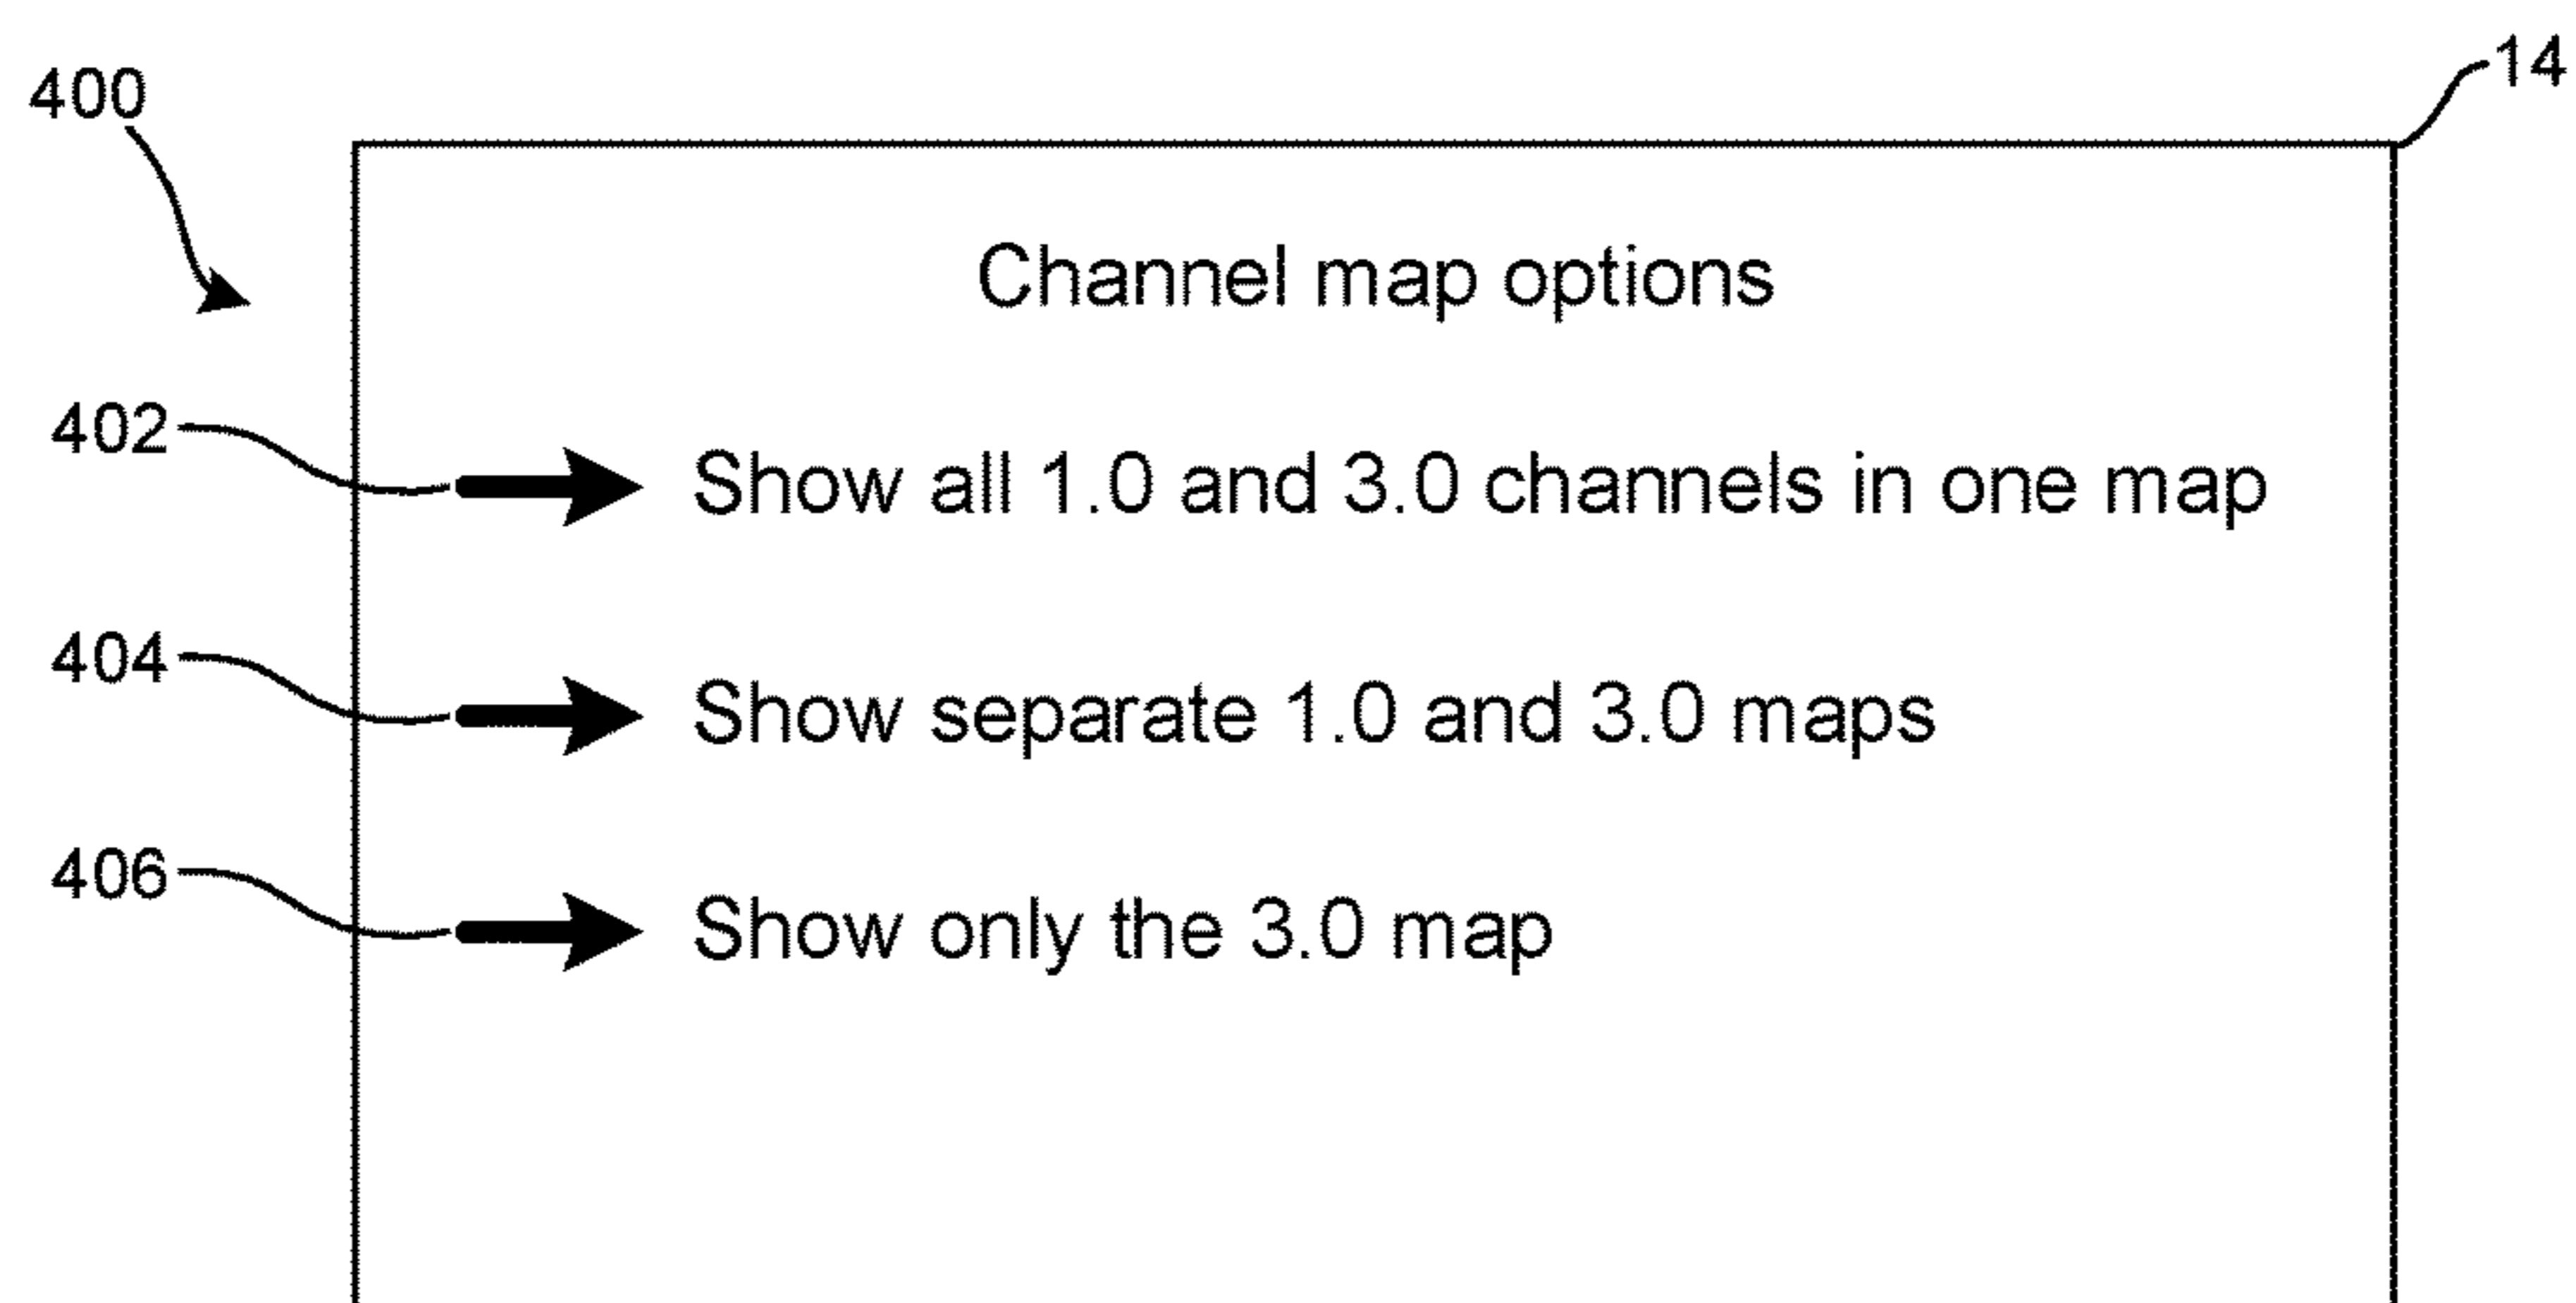 14
400
Channel map options
402 Show all 1.0 and 3.0 channels in one map
404 Show separate 1.0 and 3.0 maps
406 Show only the 3.0 map